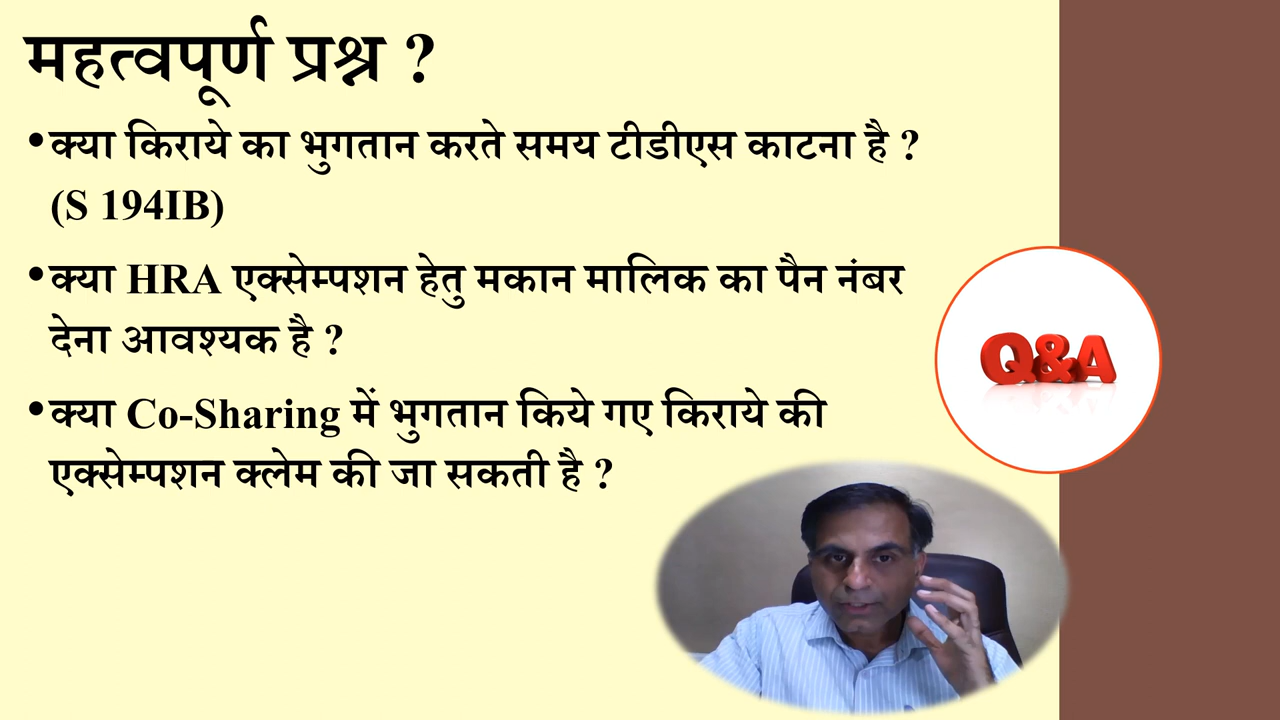 महत्वपूर्ण प्रश्न ?
•क्या किराये का भुगतान करते समय टीडीएस काटना है ?
(S 194IB)
•क्या HRA एक्सेम्पशन हेतु मकान मालिक का पैन नंबर
देना आवश्यक है ?
•क्या Co-Sharing में भुगतान किये गए किराये की
एक्सेम्पशन क्लेम की जा सकती है ?
Q&A